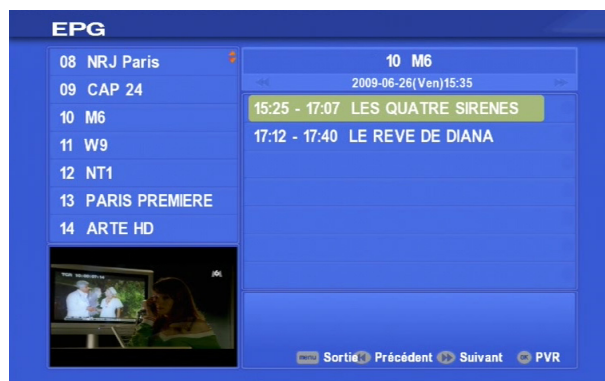 EPG
08 NRJ Paris
09 CAP 24
10 M6
11 W9
12 NT1
13 PARIS PREMIERE
14 ARTE HD
10 M6
2009-06-26(Ven)15:35
15:25 - 17:07 LES QUATRE SIRENES
17:12 - 17:40 LE REVE DE DIANA
menu Sortie Précédent Suivant OK PVR